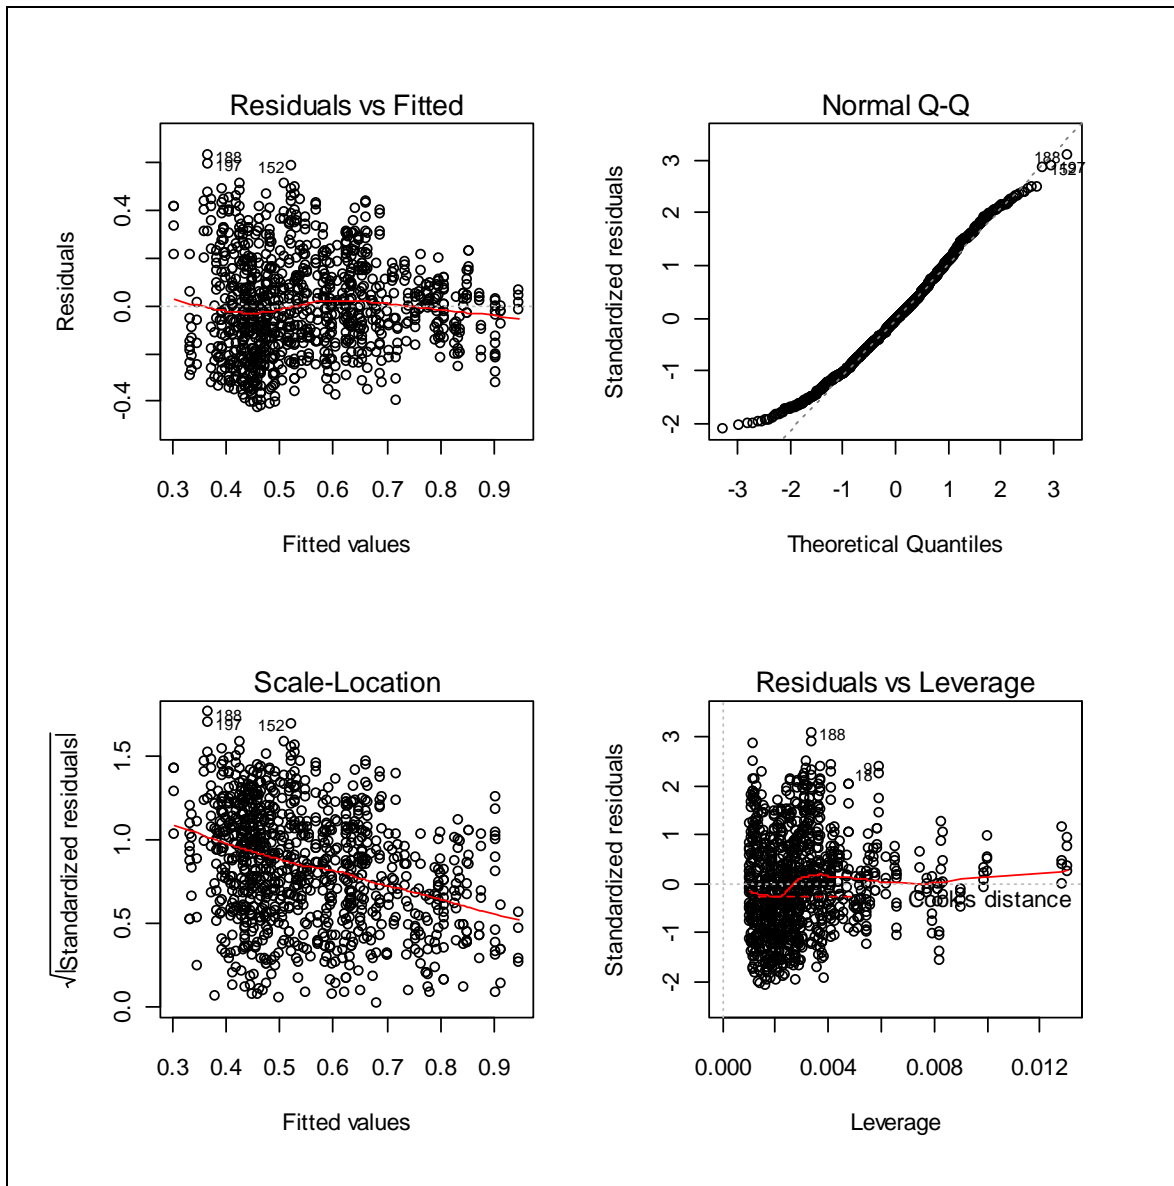 Residuals vs Fitted
188
197
152
Residuals
-0.4
0.0
0.4
0.3 0.4 0.5 0.6 0.7 0.8 0.9
Fitted values
Normal Q-Q
188
197
152
Standardized residuals
-2
-1
0
1
2
3
-3 -2 -1 0 1 2 3
Theoretical Quantiles
Scale-Location
188
197
152
√|Standardized residuals|
0.0
0.5
1.0
1.5
0.3 0.4 0.5 0.6 0.7 0.8 0.9
Fitted values
Residuals vs Leverage
188
18
Cook's distance
Standardized residuals
-2
-1
0
1
2
3
0.000 0.004 0.008 0.012
Leverage